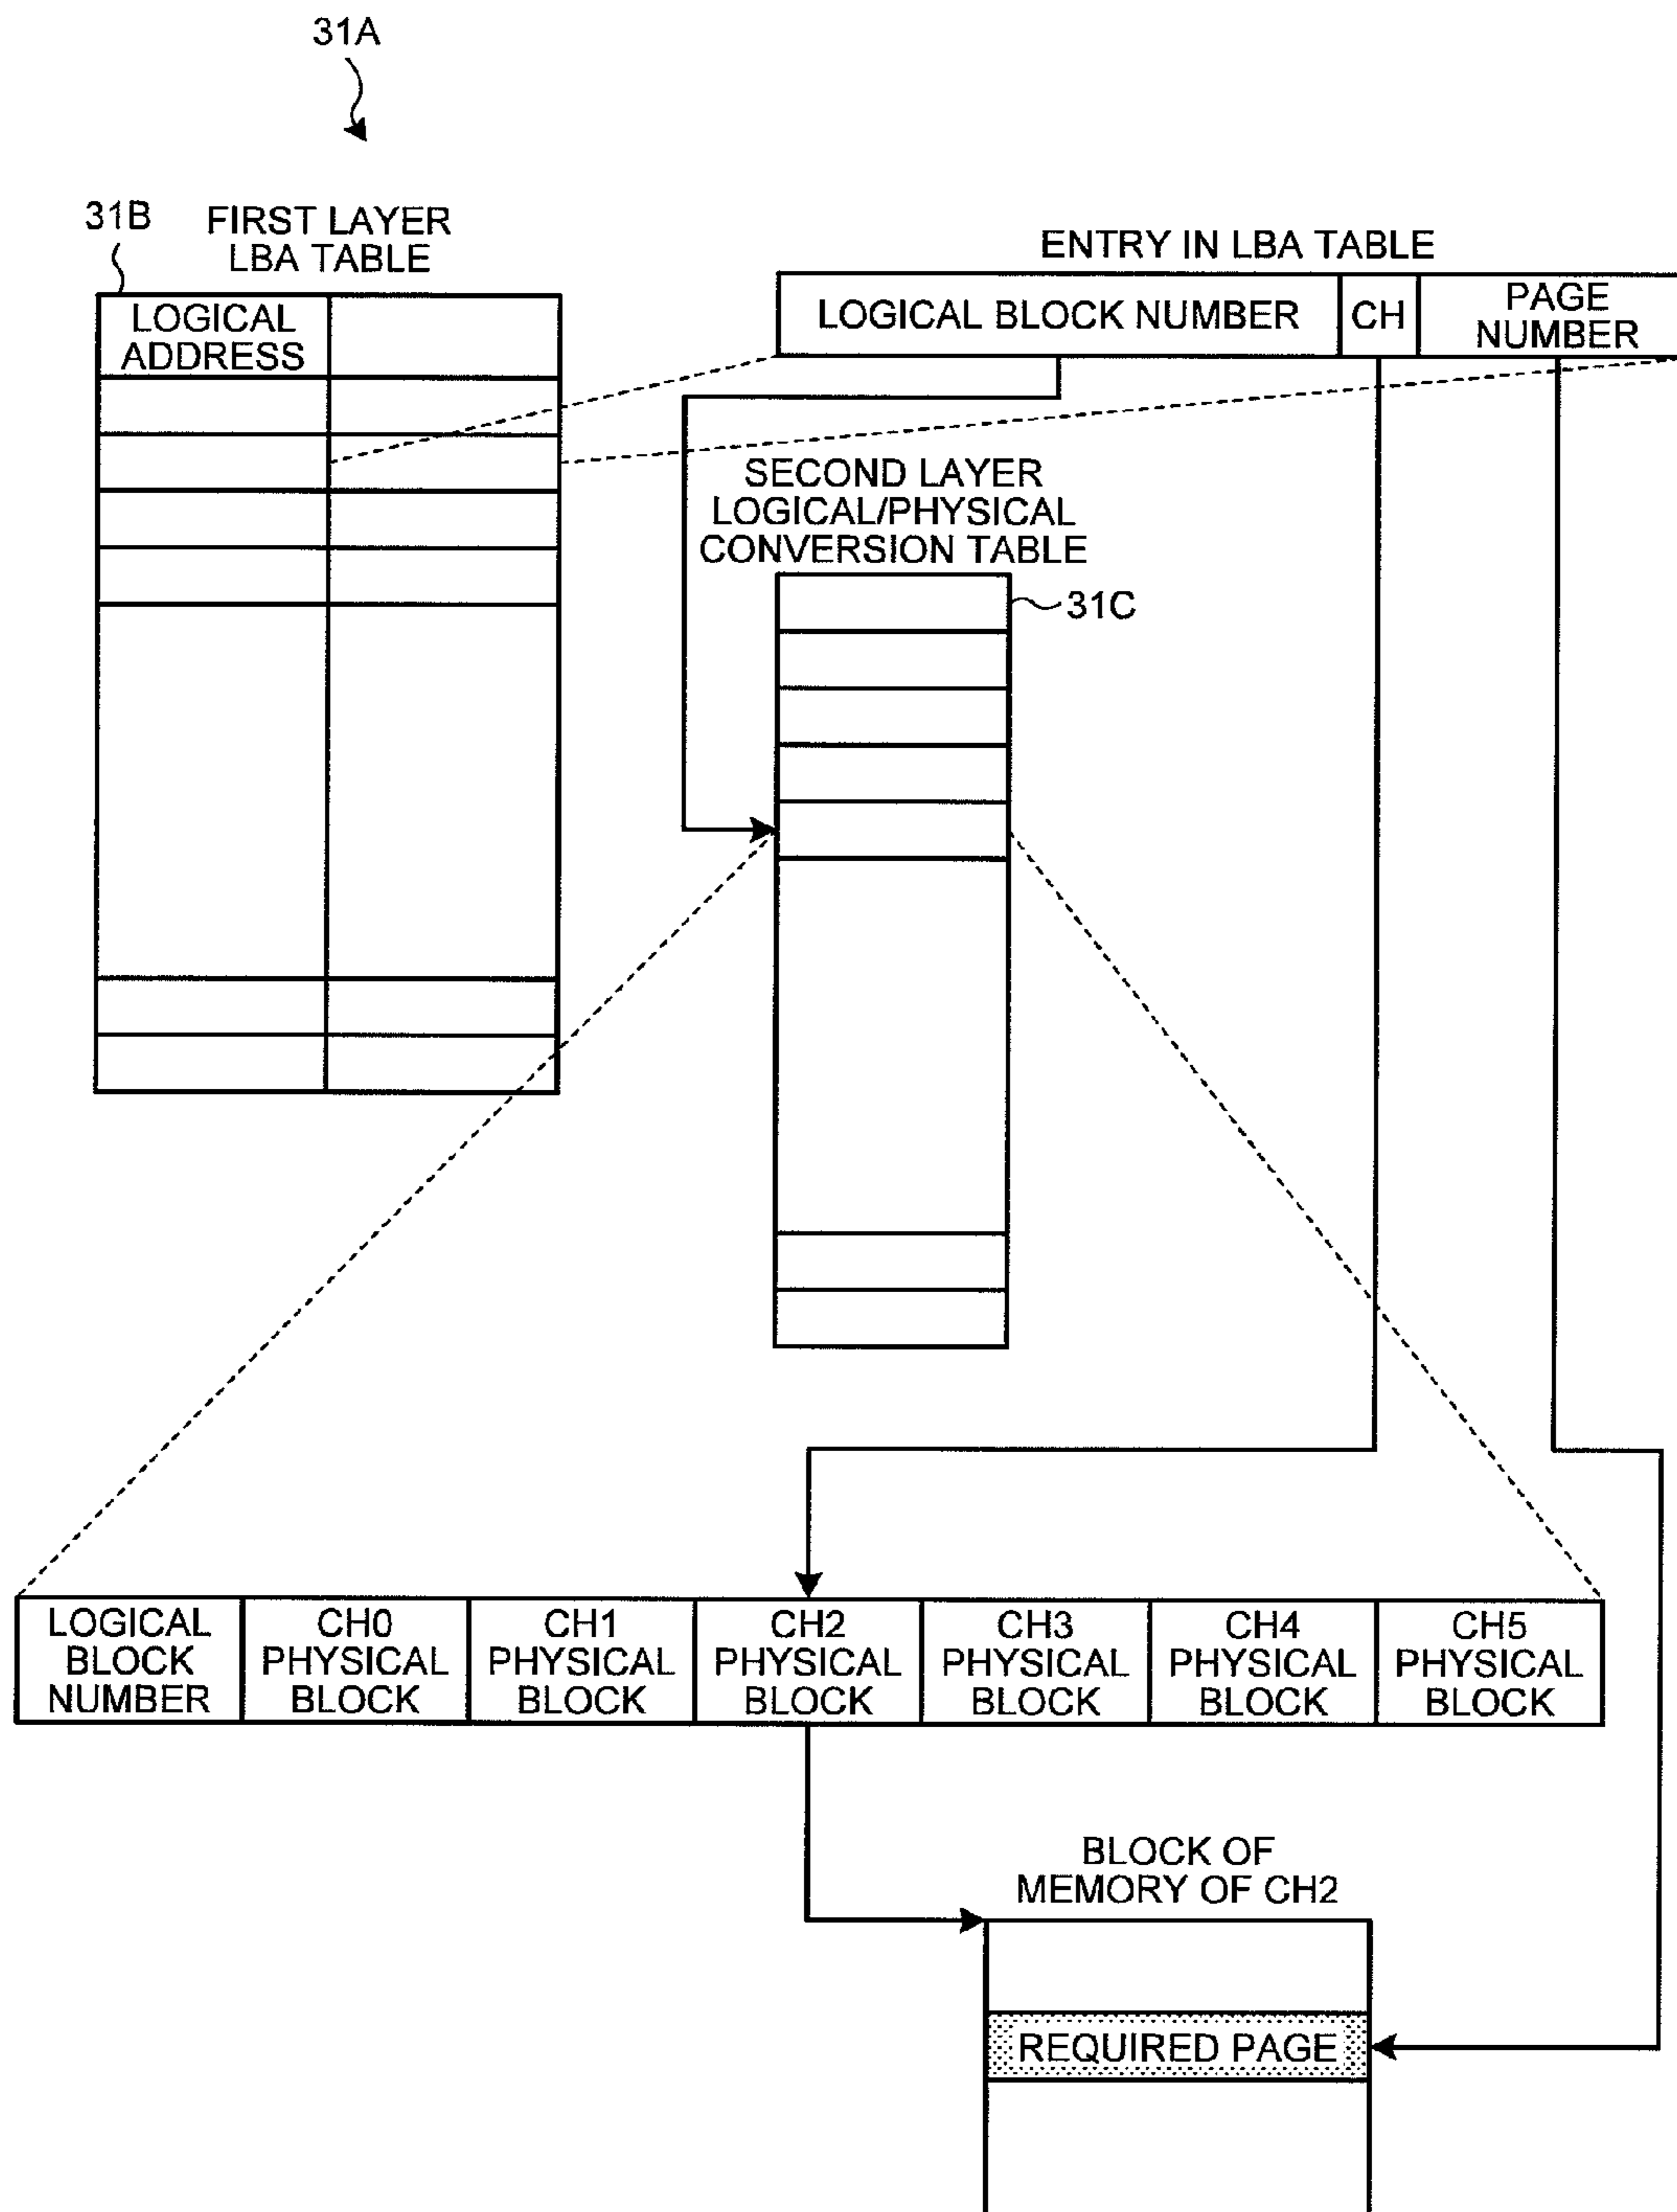 31A
31B
FIRST LAYER
LBA TABLE
LOGICAL
ADDRESS
ENTRY IN LBA TABLE
LOGICAL BLOCK NUMBER
CH
PAGE
NUMBER
SECOND LAYER
LOGICAL/PHYSICAL
CONVERSION TABLE
31C
LOGICAL
BLOCK
NUMBER
CH0
PHYSICAL
BLOCK
CH1
PHYSICAL
BLOCK
CH2
PHYSICAL
BLOCK
CH3
PHYSICAL
BLOCK
CH4
PHYSICAL
BLOCK
CH5
PHYSICAL
BLOCK
BLOCK OF
MEMORY OF CH2
REQUIRED PAGE